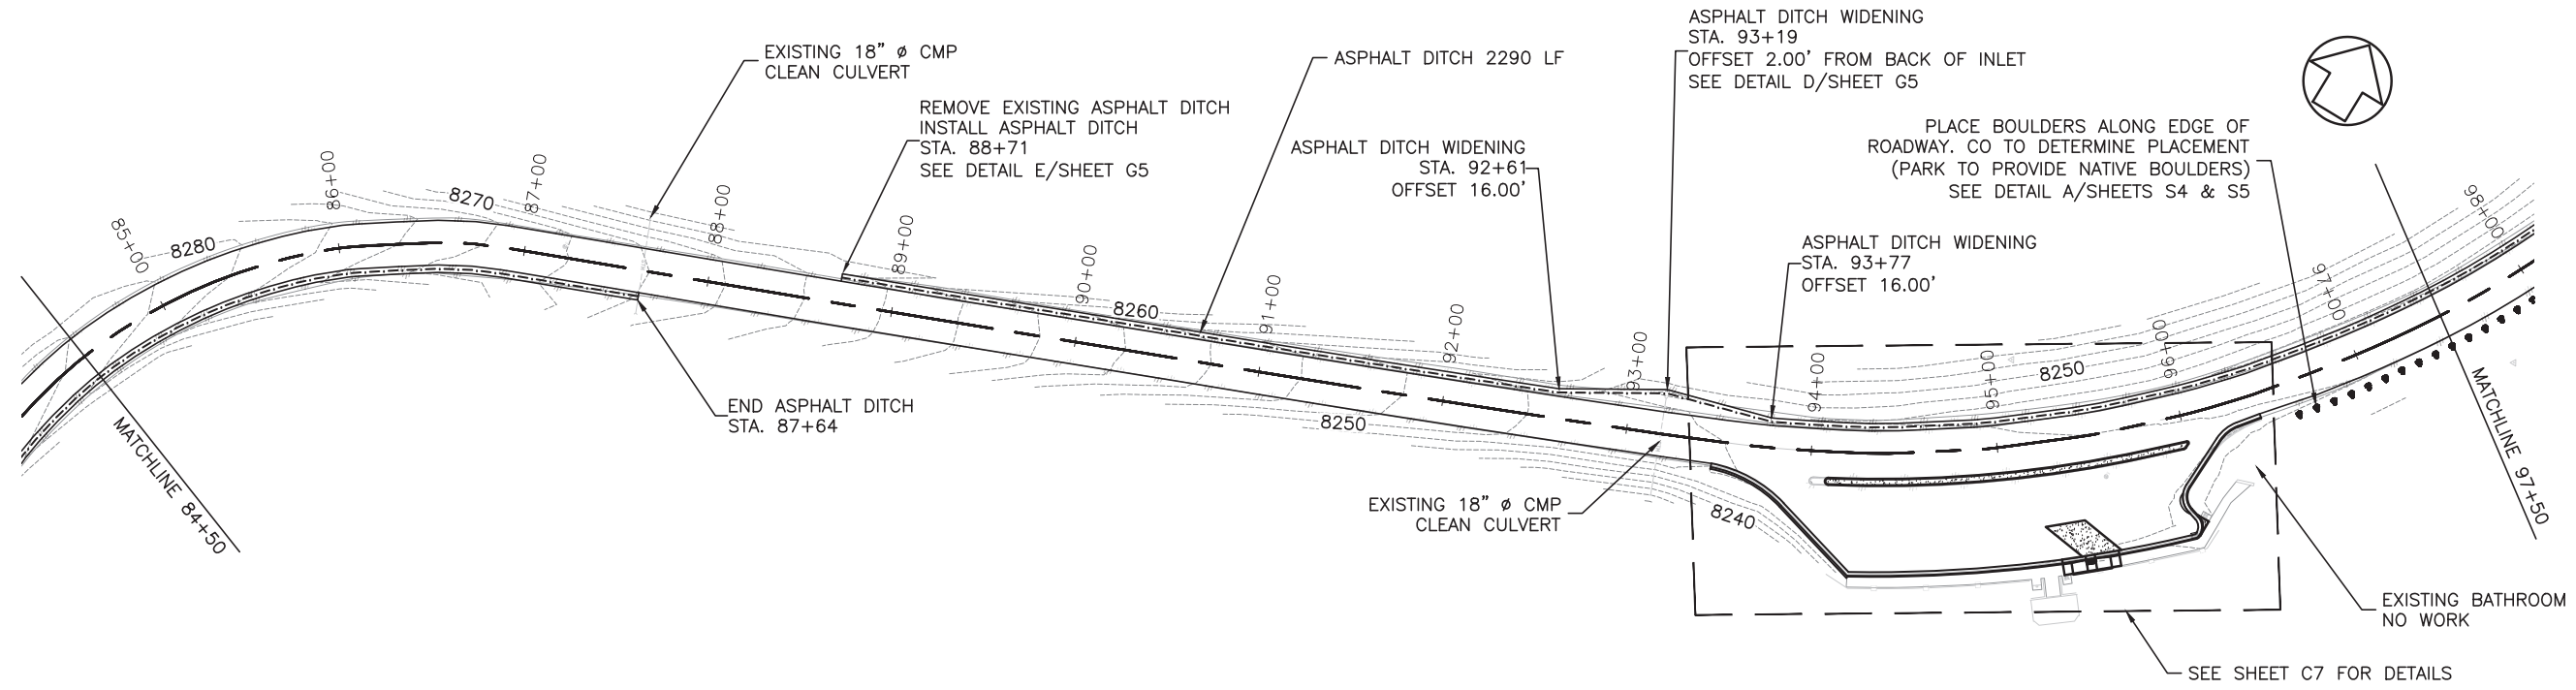 EXISTING 18" ø CMP
CLEAN CULVERT
REMOVE EXISTING ASPHALT DITCH
INSTALL ASPHALT DITCH
STA. 88+71
SEE DETAIL E/SHEET G5
ASPHALT DITCH 2290 LF
ASPHALT DITCH WIDENING
STA. 92+61
OFFSET 16.00'
ASPHALT DITCH WIDENING
STA. 93+19
OFFSET 2.00' FROM BACK OF INLET
SEE DETAIL D/SHEET G5
PLACE BOULDERS ALONG EDGE OF
ROADWAY. CO TO DETERMINE PLACEMENT
(PARK TO PROVIDE NATIVE BOULDERS)
SEE DETAIL A/SHEETS S4 & S5
ASPHALT DITCH WIDENING
STA. 93+77
OFFSET 16.00'
85+00
86+00
87+00
88+00
89+00
90+00
91+00
92+00
93+00
94+00
95+00
96+00
97+00
98+00
8280
8270
8260
8250
8250
8240
MATCHLINE 84+50
MATCHLINE 97+50
END ASPHALT DITCH
STA. 87+64
EXISTING 18" ø CMP
CLEAN CULVERT
EXISTING BATHROOM
NO WORK
SEE SHEET C7 FOR DETAILS